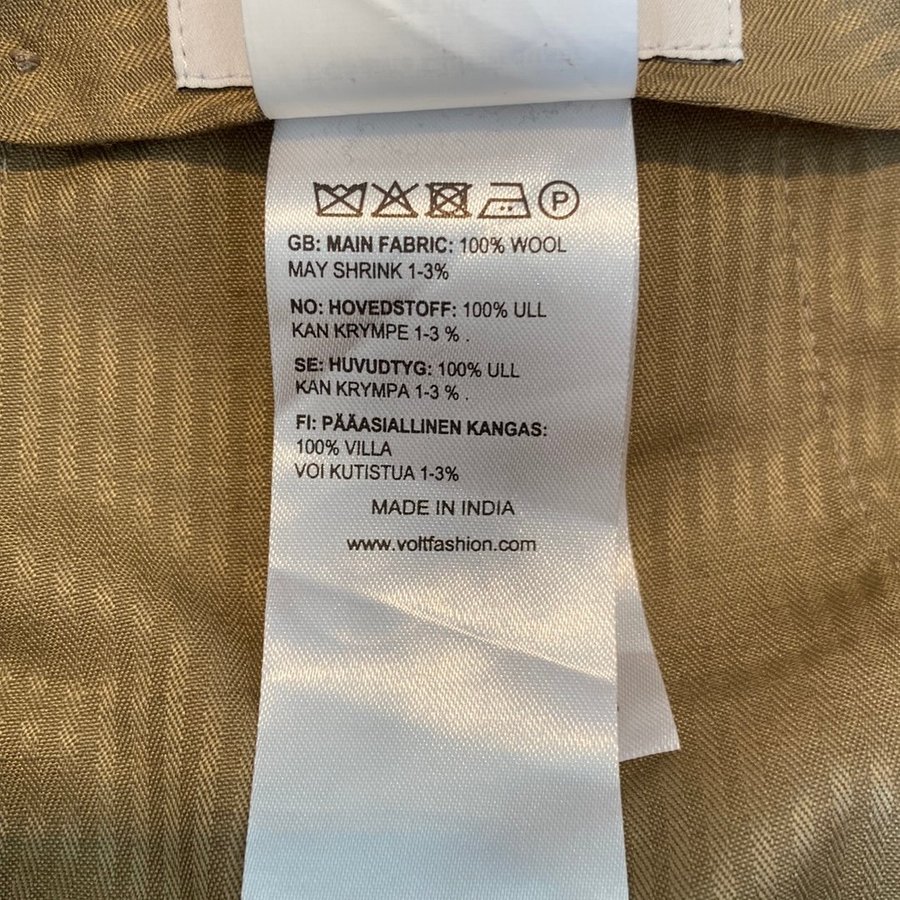 P
GB: MAIN FABRIC: 100% WOOL
MAY SHRINK 1-3%
NO: HOVEDSTOFF: 100% ULL
KAN KRYMPE 1-3 % .
SE: HUVUDTYG: 100% ULL
KAN KRYMPA 1-3 % .
FI: PÄÄASIALLINEN KANGAS:
100% VILLA
VOI KUTISTUA 1-3%
MADE IN INDIA
www.voltfashion.com